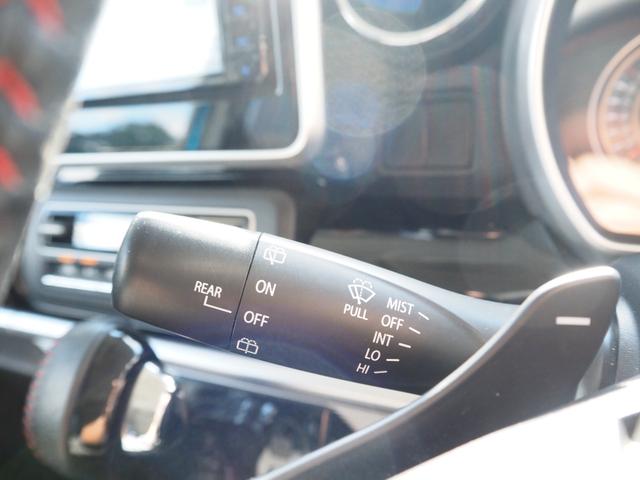 REAR
ON
OFF
PULL
MIST
OFF
INT
LO
HI